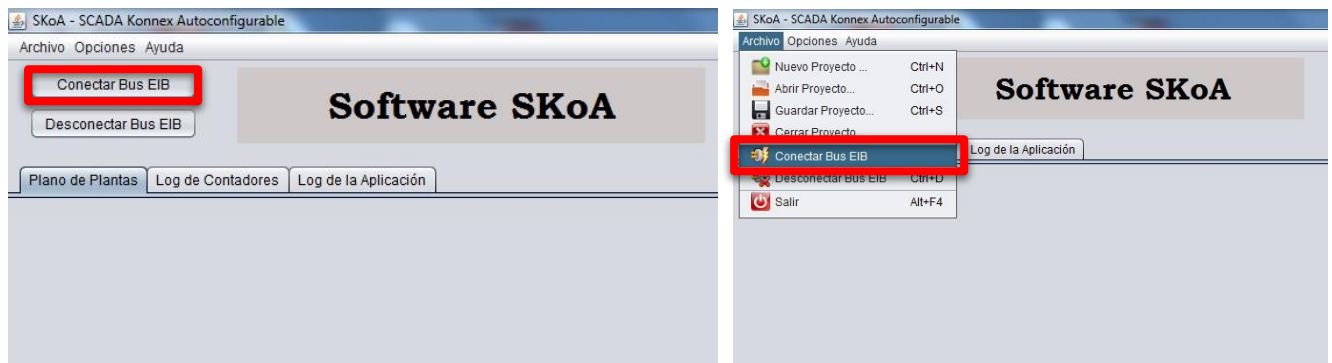 SKoA - SCADA Konnex Autoconfigurable
Archivo Opciones Ayuda
Conectar Bus EIB
Desconectar Bus EIB
Software SKoA
Plano de Plantas Log de Contadores Log de la Aplicación
SKoA - SCADA Konnex Autoconfigurable
Archivo Opciones Ayuda
Nuevo Proyecto ... Ctrl+N
Abrir Proyecto... Ctrl+O
Guardar Proyecto... Ctrl+S
Cerrar Proyecto
Conectar Bus EIB
Desconectar Bus EIB Ctrl+D
Salir Alt+F4
Software SKoA
Log de la Aplicación